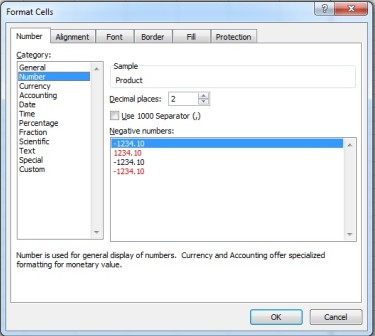 Format Cells
Number Alignment Font Border Fill Protection
Category:
General
Number
Currency
Accounting
Date
Time
Percentage
Fraction
Scientific
Text
Special
Custom
Sample
Product
Decimal places: 2
Use 1000 Separator (,)
Negative numbers:
-1234.10
1234.10
-1234.10
-1234.10
Number is used for general display of numbers. Currency and Accounting offer specialized
formatting for monetary value.
OK Cancel